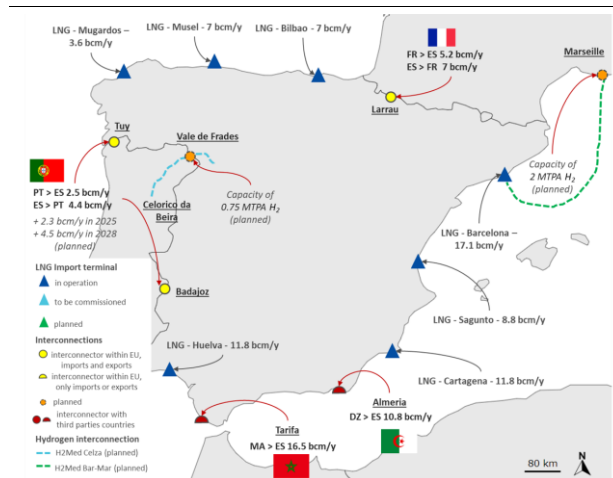 LNG - Mugardos –
3.6 bcm/y
LNG - Musel – 7 bcm/y
LNG - Bilbao - 7 bcm/y
FR > ES 5.2 bcm/y
ES > FR 7 bcm/y
Marseille
Larrau
Tuy
Vale de Frades
PT > ES 2.5 bcm/y
ES > PT 4.4 bcm/y
+ 2.3 bcm/y in 2025
+ 4.5 bcm/y in 2028
(planned)
Celorico da
Beira
Capacity of
0.75 MTPA H2
(planned)
Capacity of
2 MTPA H2
(planned)
LNG - Barcelona –
17.1 bcm/y
Badajoz
LNG - Sagunto - 8.8 bcm/y
LNG - Huelva - 11.8 bcm/y
LNG - Cartagena – 11.8 bcm/y
Almeria
DZ > ES 10.8 bcm/y
Tarifa
MA > ES 16.5 bcm/y
LNG Import terminal
in operation
to be commissioned
planned
Interconnections
interconnector within EU,
imports and exports
interconnector within EU,
only imports or exports
planned
interconnector with
third parties countries
Hydrogen interconnection
H2Med Celza (planned)
H2Med Bar-Mar (planned)
80 km
N